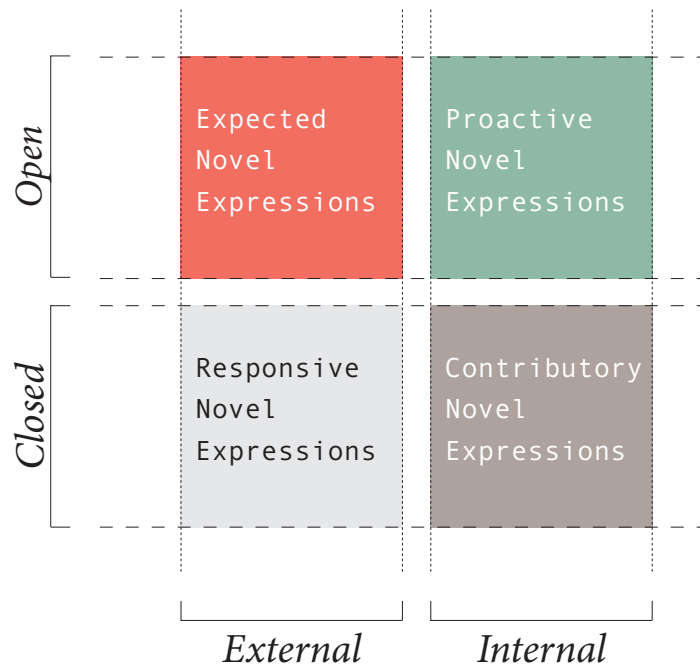 Open
Expected
Novel
Expressions
Proactive
Novel
Expressions
Closed
Responsive
Novel
Expressions
Contributory
Novel
Expressions
External
Internal